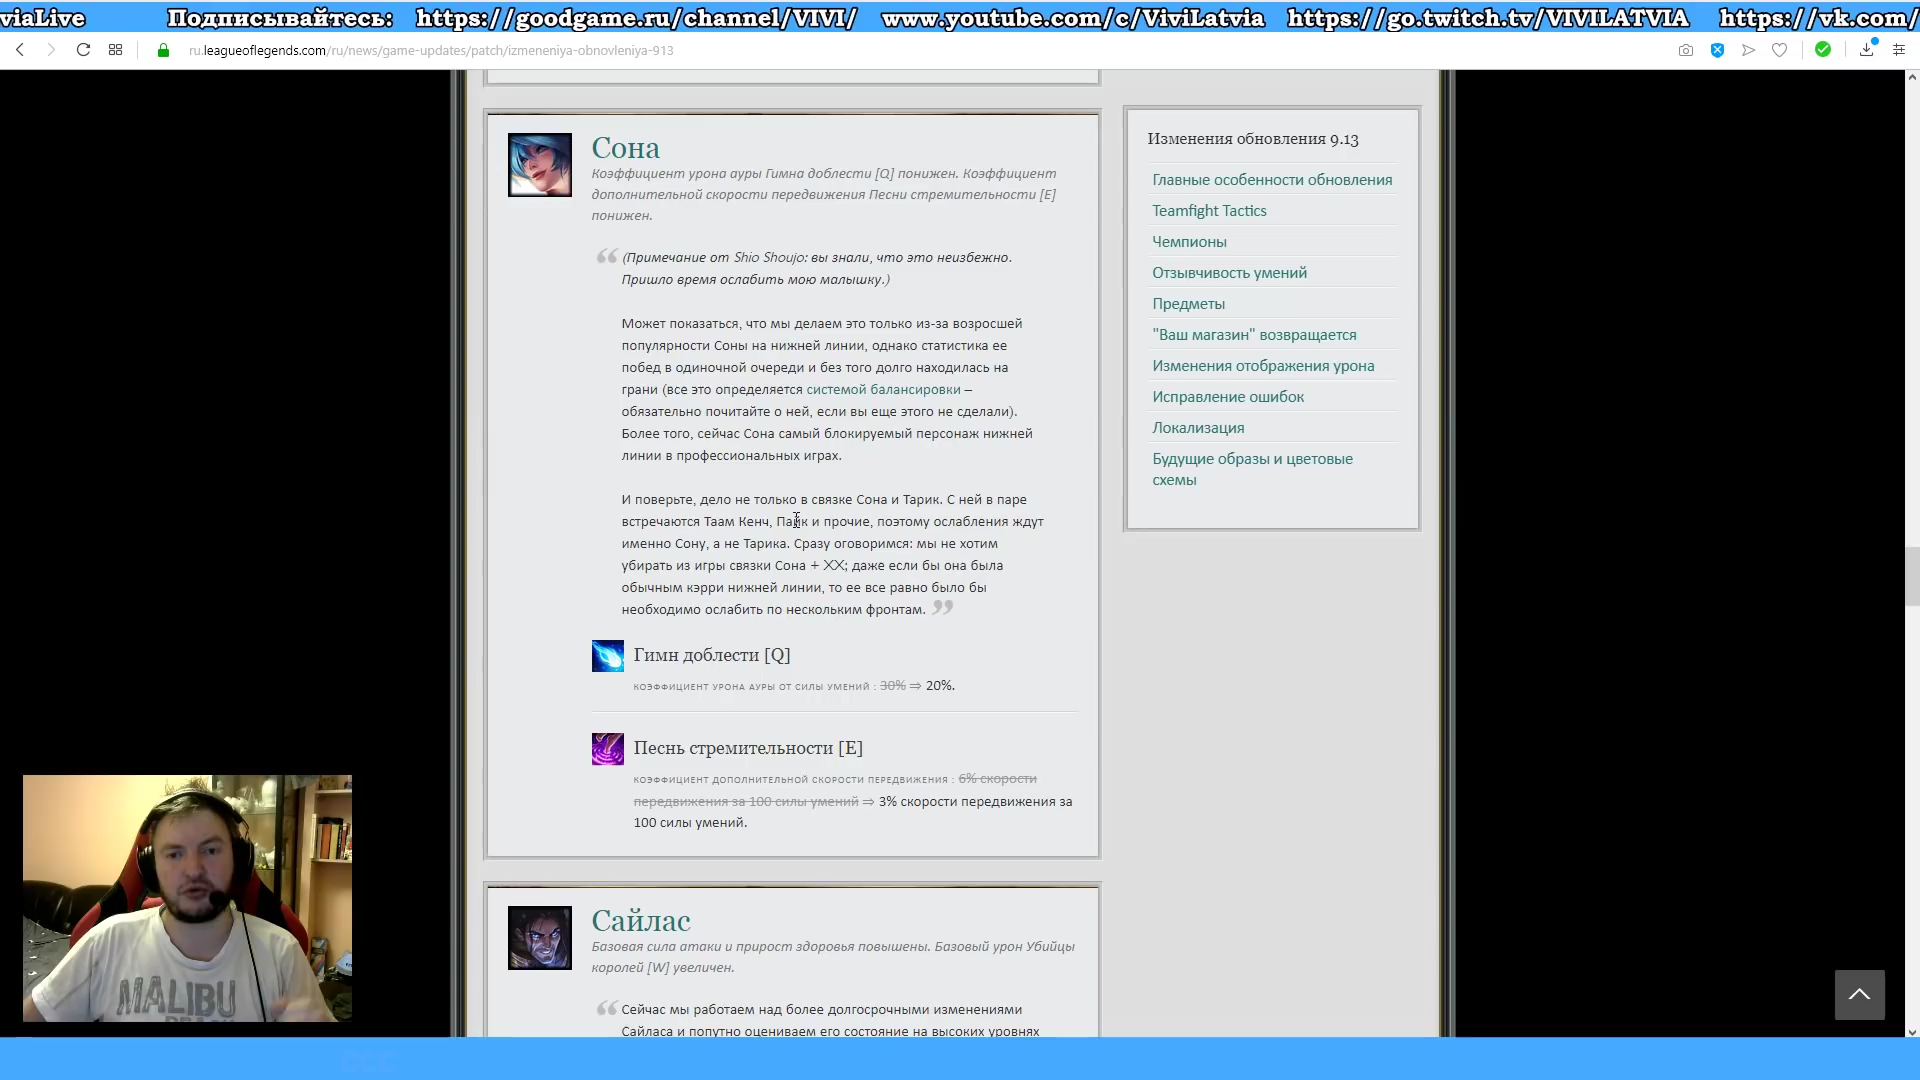 viaLive Подписывайтесь: https://goodgame.ru/channel/VIVI/ www.youtube.com/c/ViviLatvia https://go.twitch.tv/VIVILATVIA https://vk.com/
ru.leagueoflegends.com/ru/news/game-updates/patch/izmeneniya-obnovleniya-913
Сона
Коэффициент урона ауры Гимна доблести [Q] понижен. Коэффициент
дополнительной скорости передвижения Песни стремительности [E]
понижен.
(Примечание от Shio Shoujo: вы знали, что это неизбежно.
Пришло время ослабить мою малышку.)
Может показаться, что мы делаем это только из-за возросшей
популярности Соны на нижней линии, однако статистика ее
побед в одиночной очереди и без того долго находилась на
грани (все это определяется системой балансировки –
обязательно почитайте о ней, если вы еще этого не сделали).
Более того, сейчас Сона самый блокируемый персонаж нижней
линии в профессиональных играх.
И поверьте, дело не только в связке Сона и Тарик. С ней в паре
встречаются Таам Кенч, Пайк и прочие, поэтому ослабления ждут
именно Сону, а не Тарика. Сразу оговоримся: мы не хотим
убирать из игры связки Сона + XX; даже если бы она была
обычным кэрри нижней линии, то ее все равно было бы
необходимо ослабить по нескольким фронтам.
Гимн доблести [Q]
КОЭФФИЦИЕНТ УРОНА АУРЫ ОТ СИЛЫ УМЕНИЙ : 30% ⇒ 20%.
Песнь стремительности [E]
КОЭФФИЦИЕНТ ДОПОЛНИТЕЛЬНОЙ СКОРОСТИ ПЕРЕДВИЖЕНИЯ : 6% скорости
передвижения за 100 силы умений ⇒ 3% скорости передвижения за
100 силы умений.
Сайлас
Базовая сила атаки и прирост здоровья повышены. Базовый урон Убийцы
королей [W] увеличен.
Сейчас мы работаем над более долгосрочными изменениями
Сайласа и попутно оцениваем его состояние на высоких уровнях
Изменения обновления 9.13
Главные особенности обновления
Teamfight Tactics
Чемпионы
Отзывчивость умений
Предметы
"Ваш магазин" возвращается
Изменения отображения урона
Исправление ошибок
Локализация
Будущие образы и цветовые
схемы
MALIBU